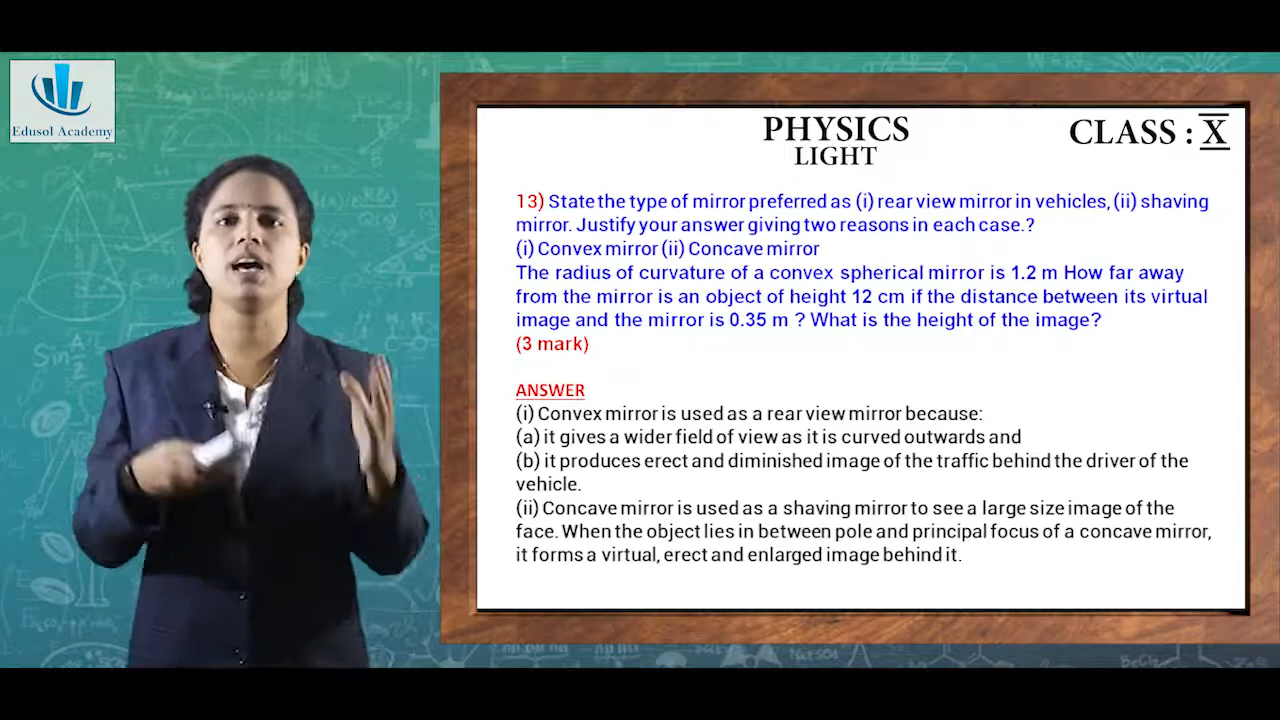 Edusol Academy
PHYSICS
LIGHT
CLASS : X
13) State the type of mirror preferred as (i) rear view mirror in vehicles, (ii) shaving
mirror. Justify your answer giving two reasons in each case.?
(i) Convex mirror (ii) Concave mirror
The radius of curvature of a convex spherical mirror is 1.2 m How far away
from the mirror is an object of height 12 cm if the distance between its virtual
image and the mirror is 0.35 m ? What is the height of the image?
(3 mark)
ANSWER
(i) Convex mirror is used as a rear view mirror because:
(a) it gives a wider field of view as it is curved outwards and
(b) it produces erect and diminished image of the traffic behind the driver of the
vehicle.
(ii) Concave mirror is used as a shaving mirror to see a large size image of the
face. When the object lies in between pole and principal focus of a concave mirror,
it forms a virtual, erect and enlarged image behind it.